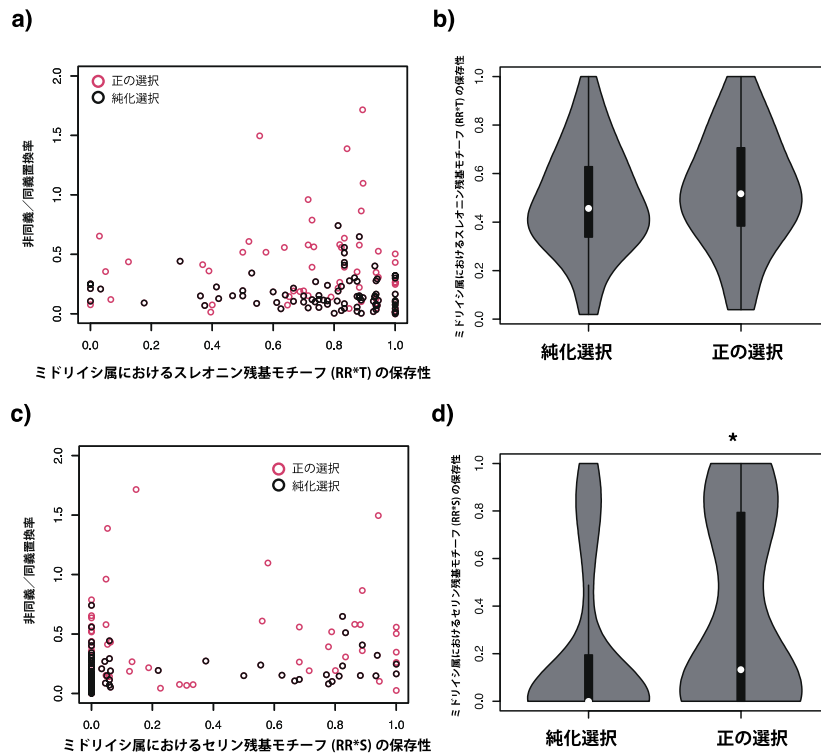 a)
2.0
1.5
1.0
0.5
0.0
非同義／同義置換率
正の選択
純化選択
0.0 0.2 0.4 0.6 0.8 1.0
ミドリイシ属におけるスレオニン残基モチーフ (RR*T) の保存性
b)
1.0
0.8
0.6
0.4
0.2
0.0
ミドリイシ属におけるスレオニン残基モチーフ (RR*T) の保存性
純化選択 正の選択
c)
2.0
1.5
1.0
0.5
0.0
非同義／同義置換率
正の選択
純化選択
0.0 0.2 0.4 0.6 0.8 1.0
ミドリイシ属におけるセリン残基モチーフ (RR*S) の保存性
d)
*
1.0
0.8
0.6
0.4
0.2
0.0
ミドリイシ属におけるセリン残基モチーフ (RR*S) の保存性
純化選択 正の選択